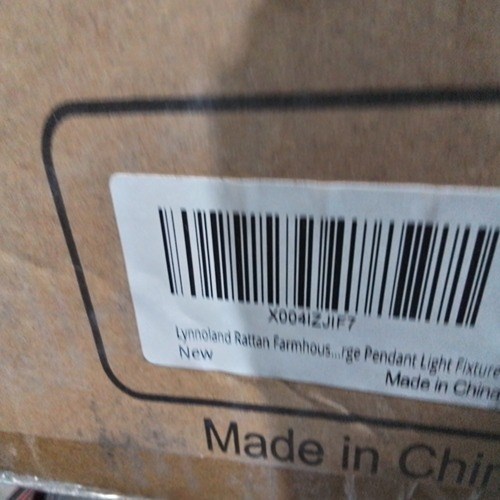 X004IZJIF7
Lynnoland Rattan Farmhous...rge Pendant Light Fixture
New
Made in China
Made in Chin